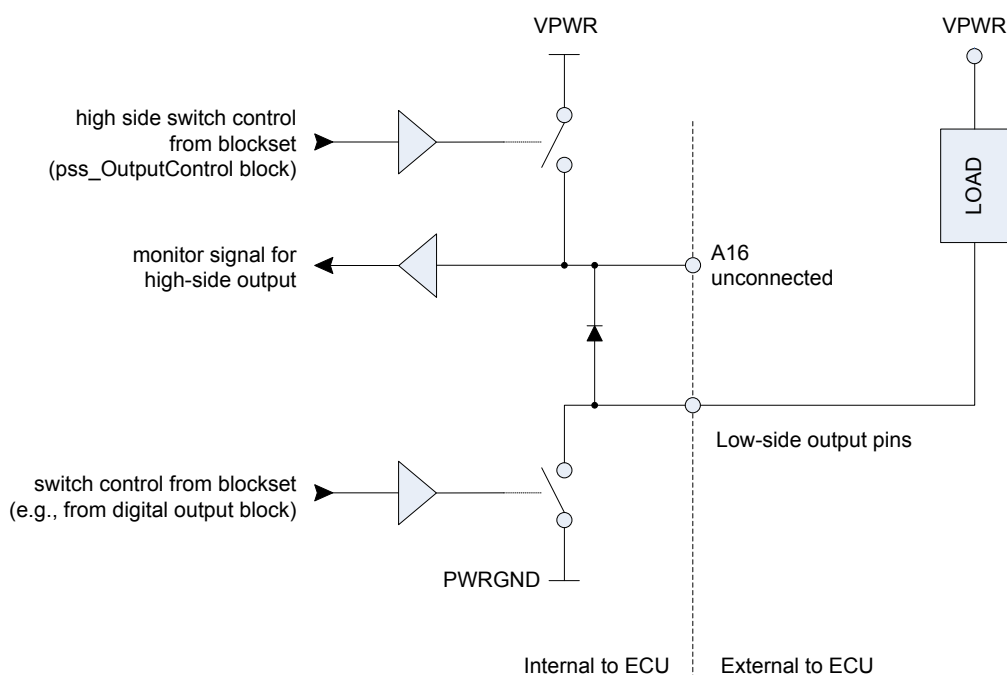 VPWR
VPWR
high side switch control
from blockset
(pss_OutputControl block)
LOAD
monitor signal for
high-side output
A16
unconnected
Low-side output pins
switch control from blockset
(e.g., from digital output block)
PWRGND
Internal to ECU
External to ECU